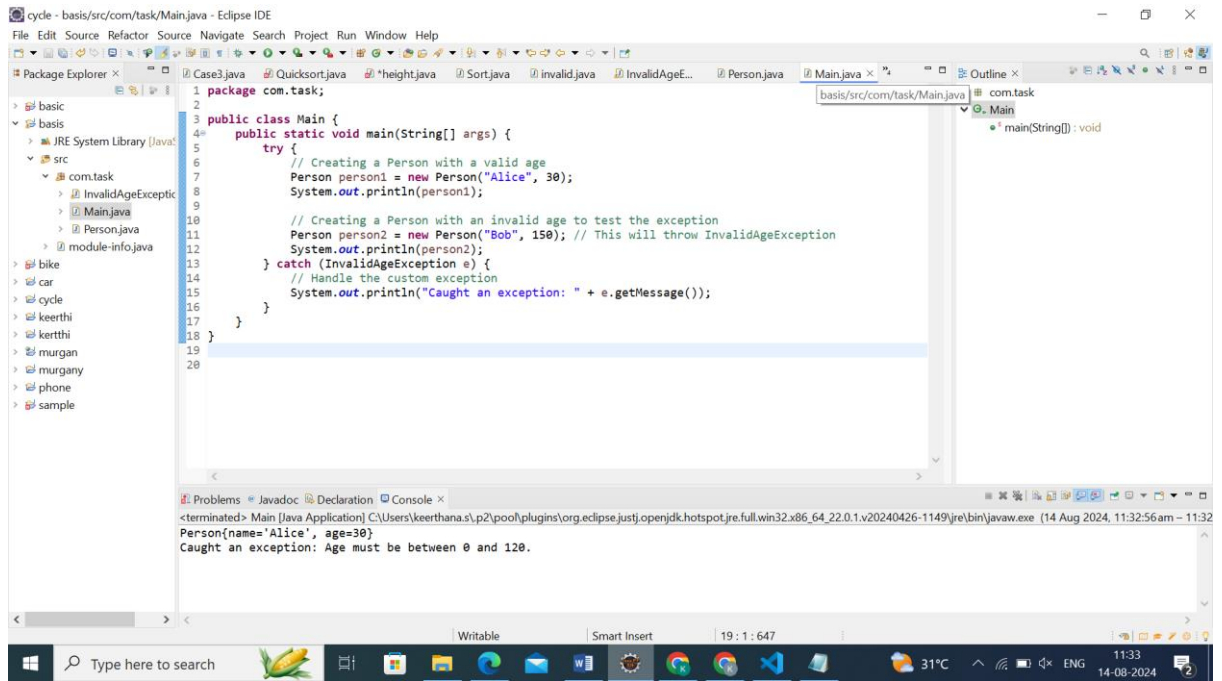 cycle - basis/src/com/task/Main.java - Eclipse IDE
File Edit Source Refactor Source Navigate Search Project Run Window Help
Package Explorer
Case3.java Quicksort.java *height.java Sort.java invalid.java InvalidAgeE... Person.java Main.java
Outline
basis/src/com/task/Main.java
basic
basis
JRE System Library [JavaS
src
com.task
InvalidAgeExceptic
Main.java
Person.java
module-info.java
bike
car
cycle
keerthi
kertthi
murgan
murgany
phone
sample
1 package com.task;
2
3 public class Main {
4 public static void main(String[] args) {
5 try {
6 // Creating a Person with a valid age
7 Person person1 = new Person("Alice", 30);
8 System.out.println(person1);
9
10 // Creating a Person with an invalid age to test the exception
11 Person person2 = new Person("Bob", 150); // This will throw InvalidAgeException
12 System.out.println(person2);
13 } catch (InvalidAgeException e) {
14 // Handle the custom exception
15 System.out.println("Caught an exception: " + e.getMessage());
16 }
17 }
18 }
19
20
com.task
Main
main(String[]) : void
Problems Javadoc Declaration Console
<terminated> Main [Java Application] C:\Users\keerthana.s\.p2\pool\plugins\org.eclipse.justj.openjdk.hotspot.jre.full.win32.x86_64_22.0.1.v20240426-1149\jre\bin\javaw.exe (14 Aug 2024, 11:32:56 am – 11:32
Person{name='Alice', age=30}
Caught an exception: Age must be between 0 and 120.
Writable Smart Insert 19 : 1 : 647
Type here to search 31°C ENG 11:33
14-08-2024 2